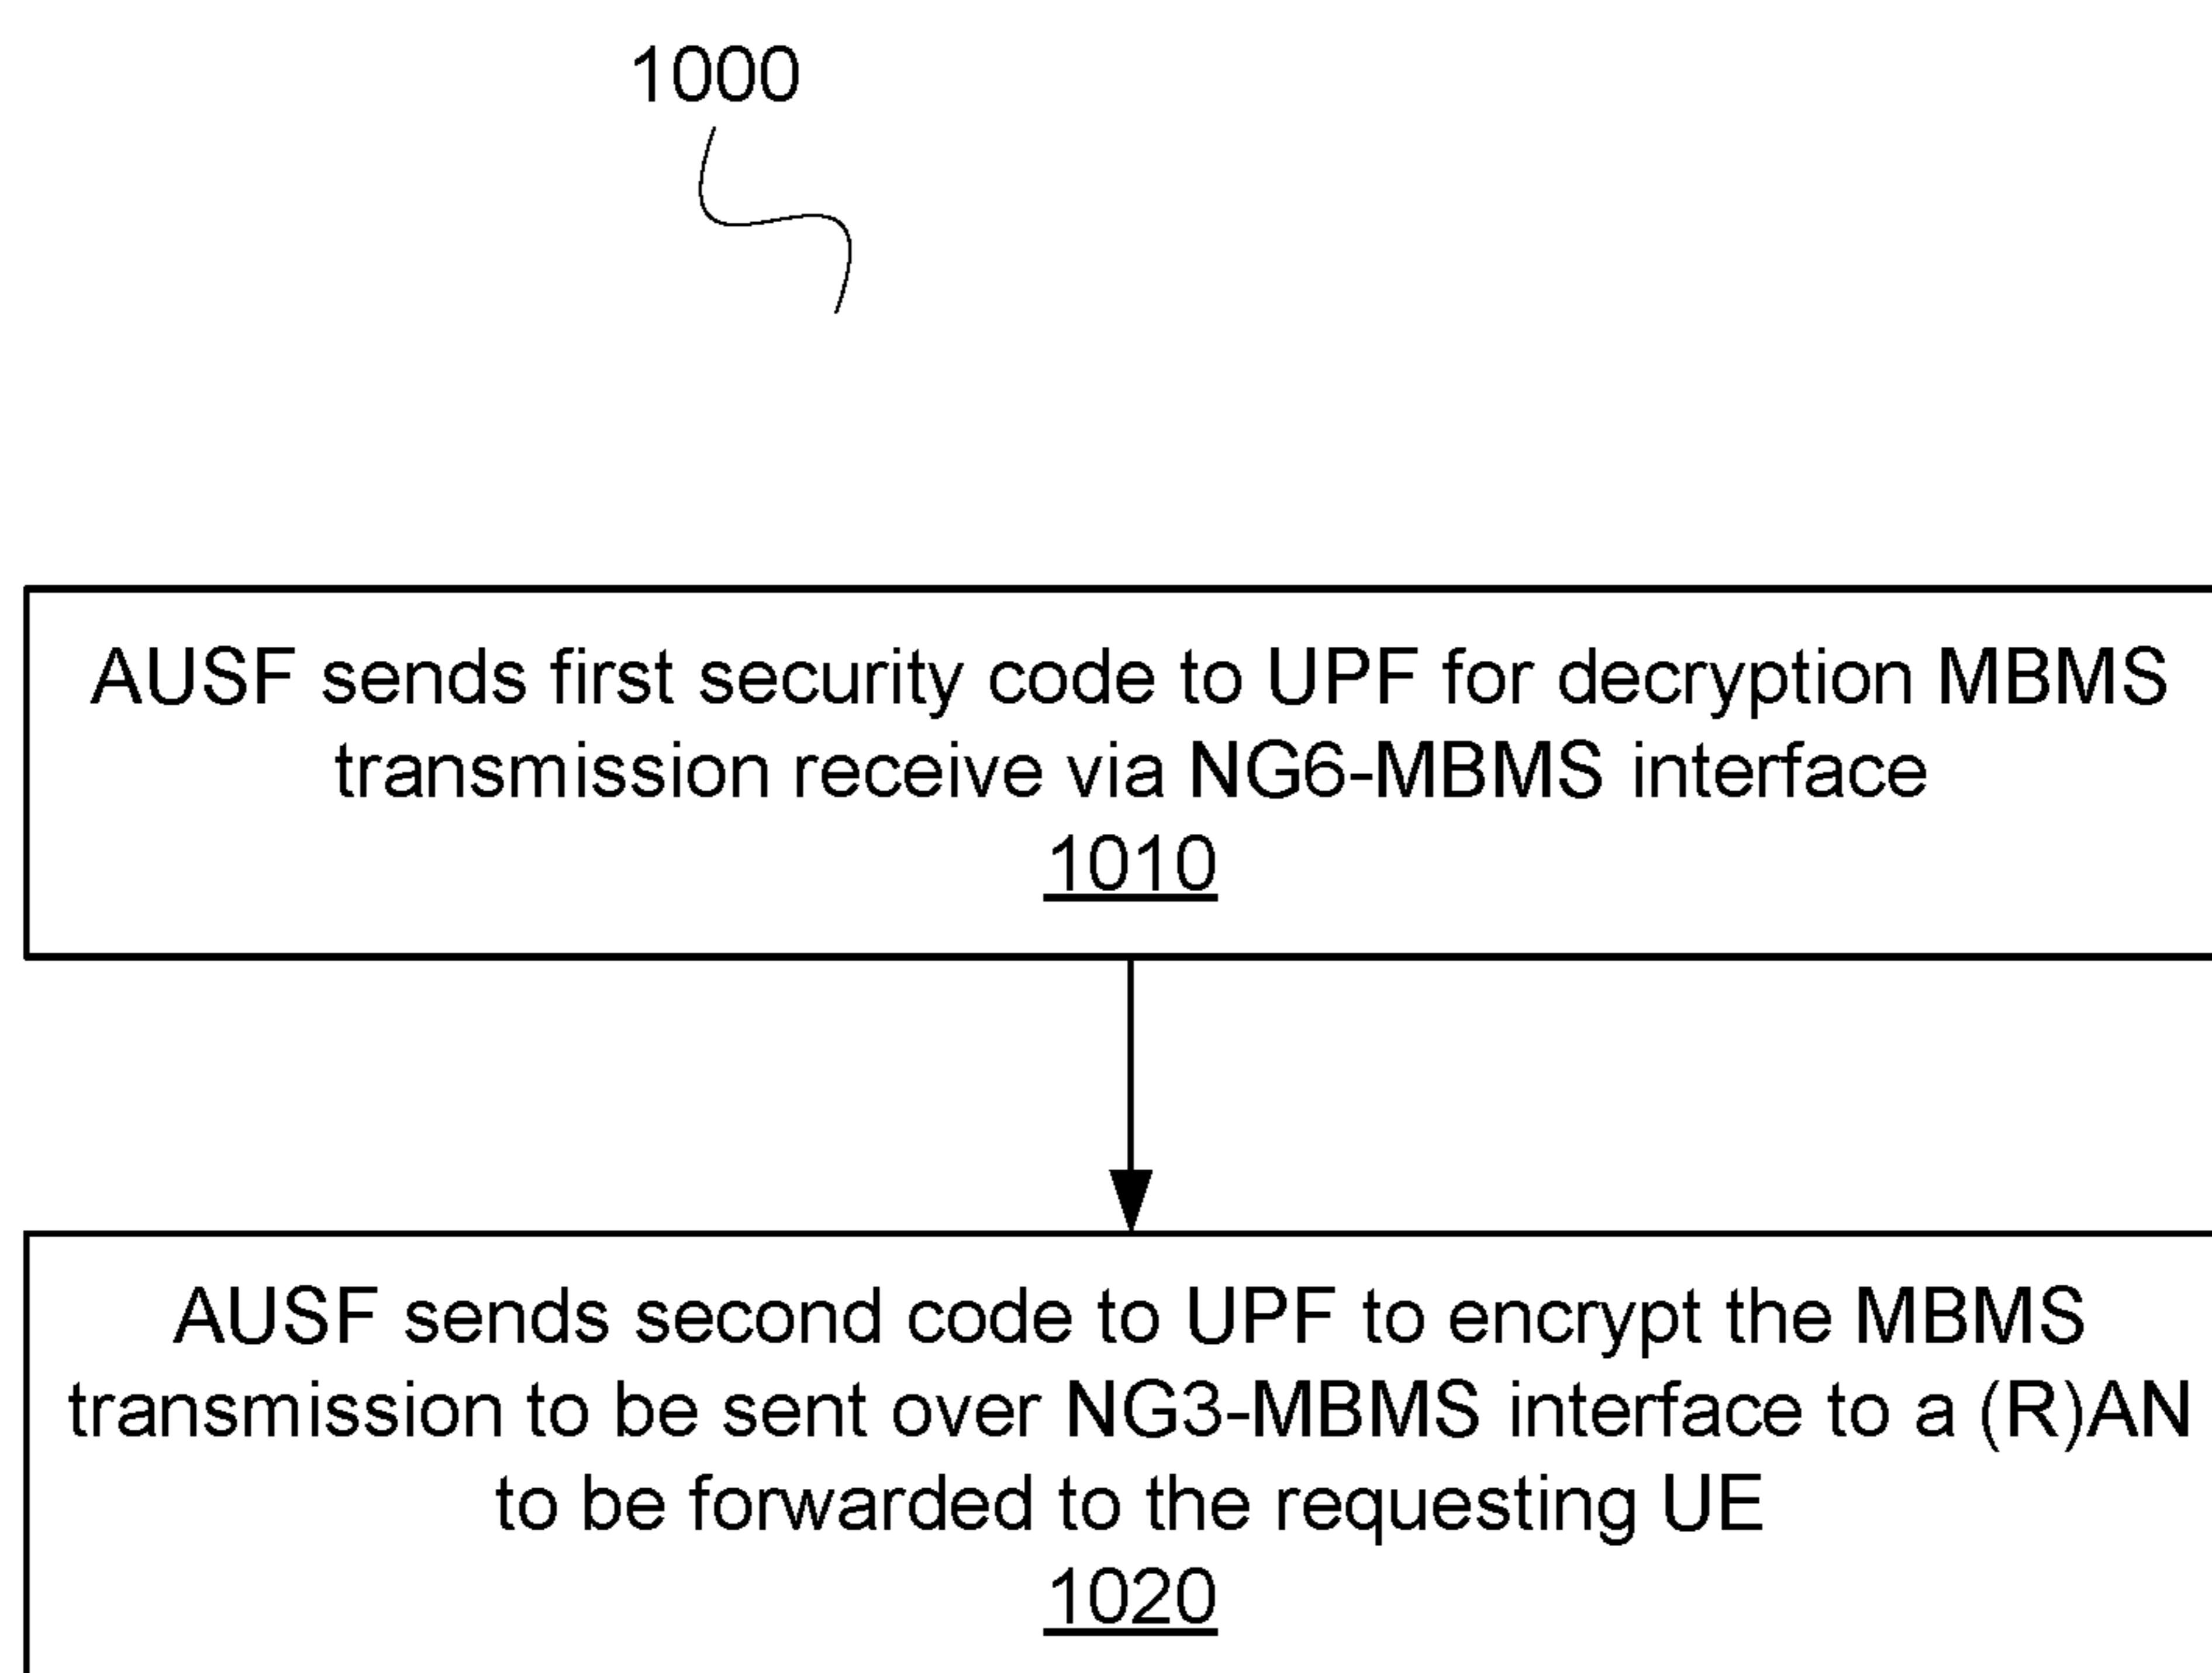 1000
AUSF sends first security code to UPF for decryption MBMS
transmission receive via NG6-MBMS interface
1010
AUSF sends second code to UPF to encrypt the MBMS
transmission to be sent over NG3-MBMS interface to a (R)AN
to be forwarded to the requesting UE
1020